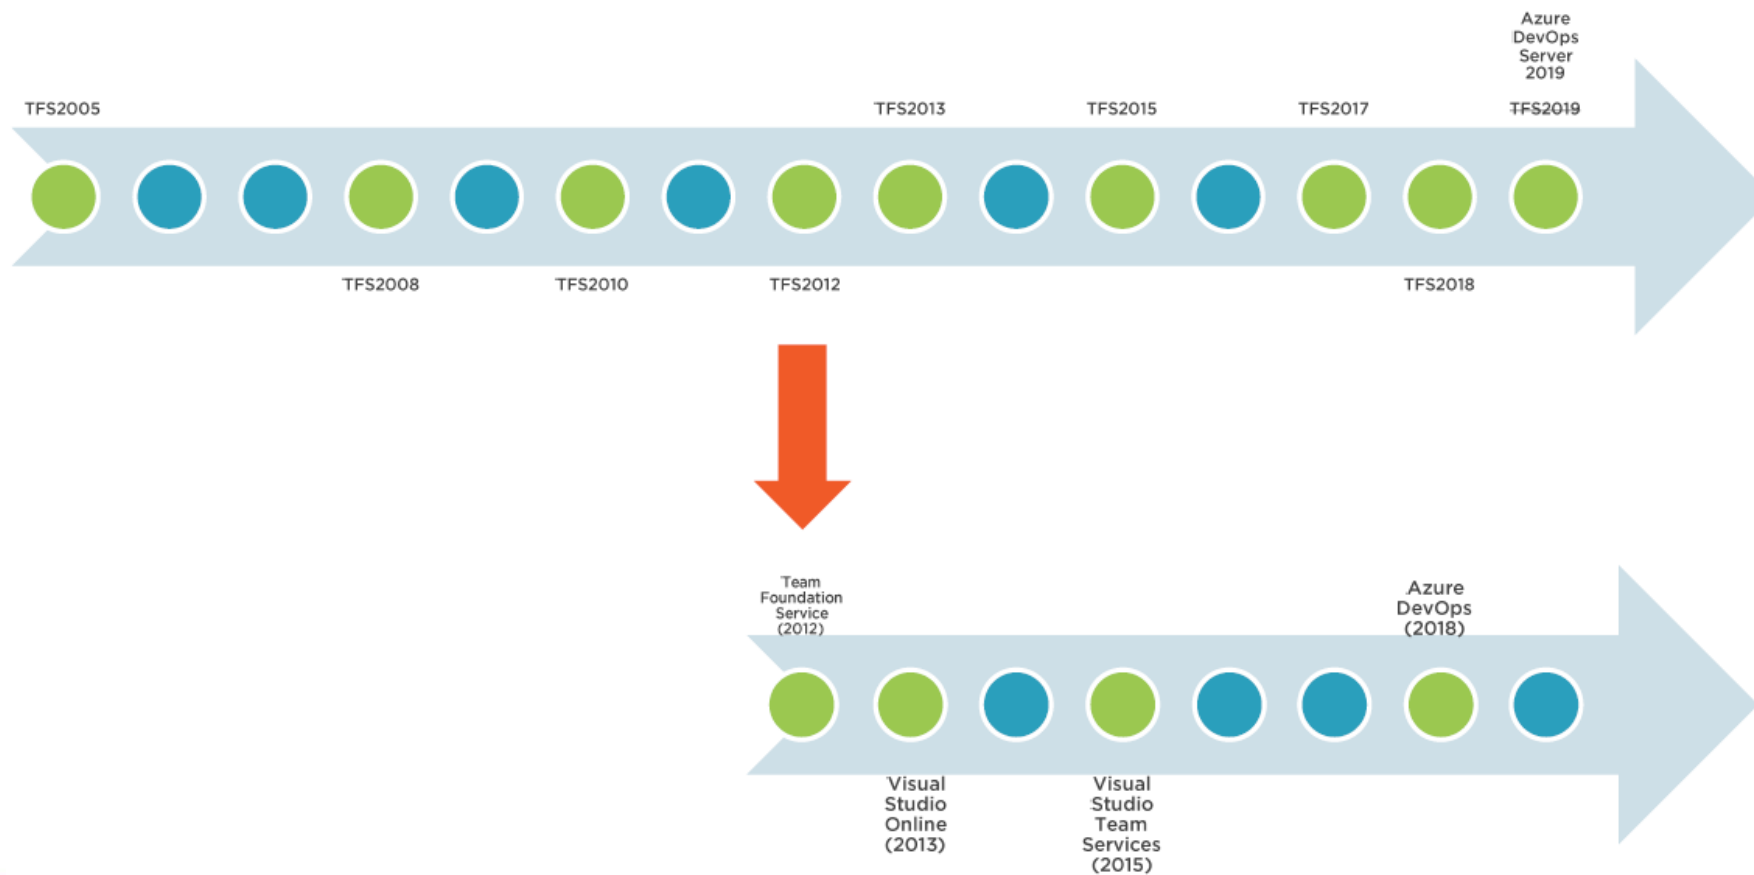 Azure
DevOps
Server
2019
TFS2005
TFS2013
TFS2015
TFS2017
TFS2019
TFS2008
TFS2010
TFS2012
TFS2018
Team
Foundation
Service
(2012)
Azure
DevOps
(2018)
Visual
Studio
Online
(2013)
Visual
Studio
Team
Services
(2015)